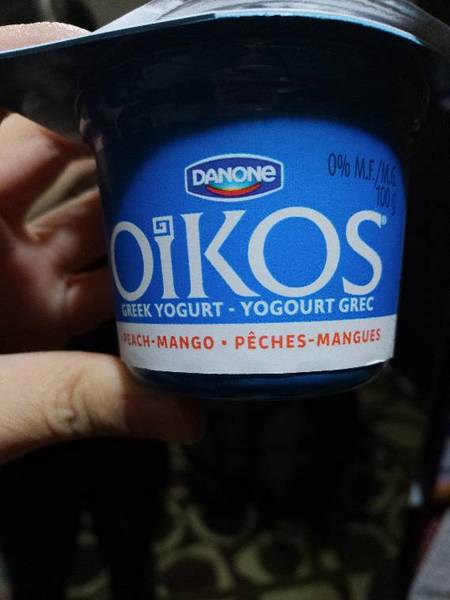 DANONE
0% M.F./M.G.
100 g
OIKOS
GREEK YOGURT - YOGOURT GREC
PEACH-MANGO • PÊCHES-MANGUES